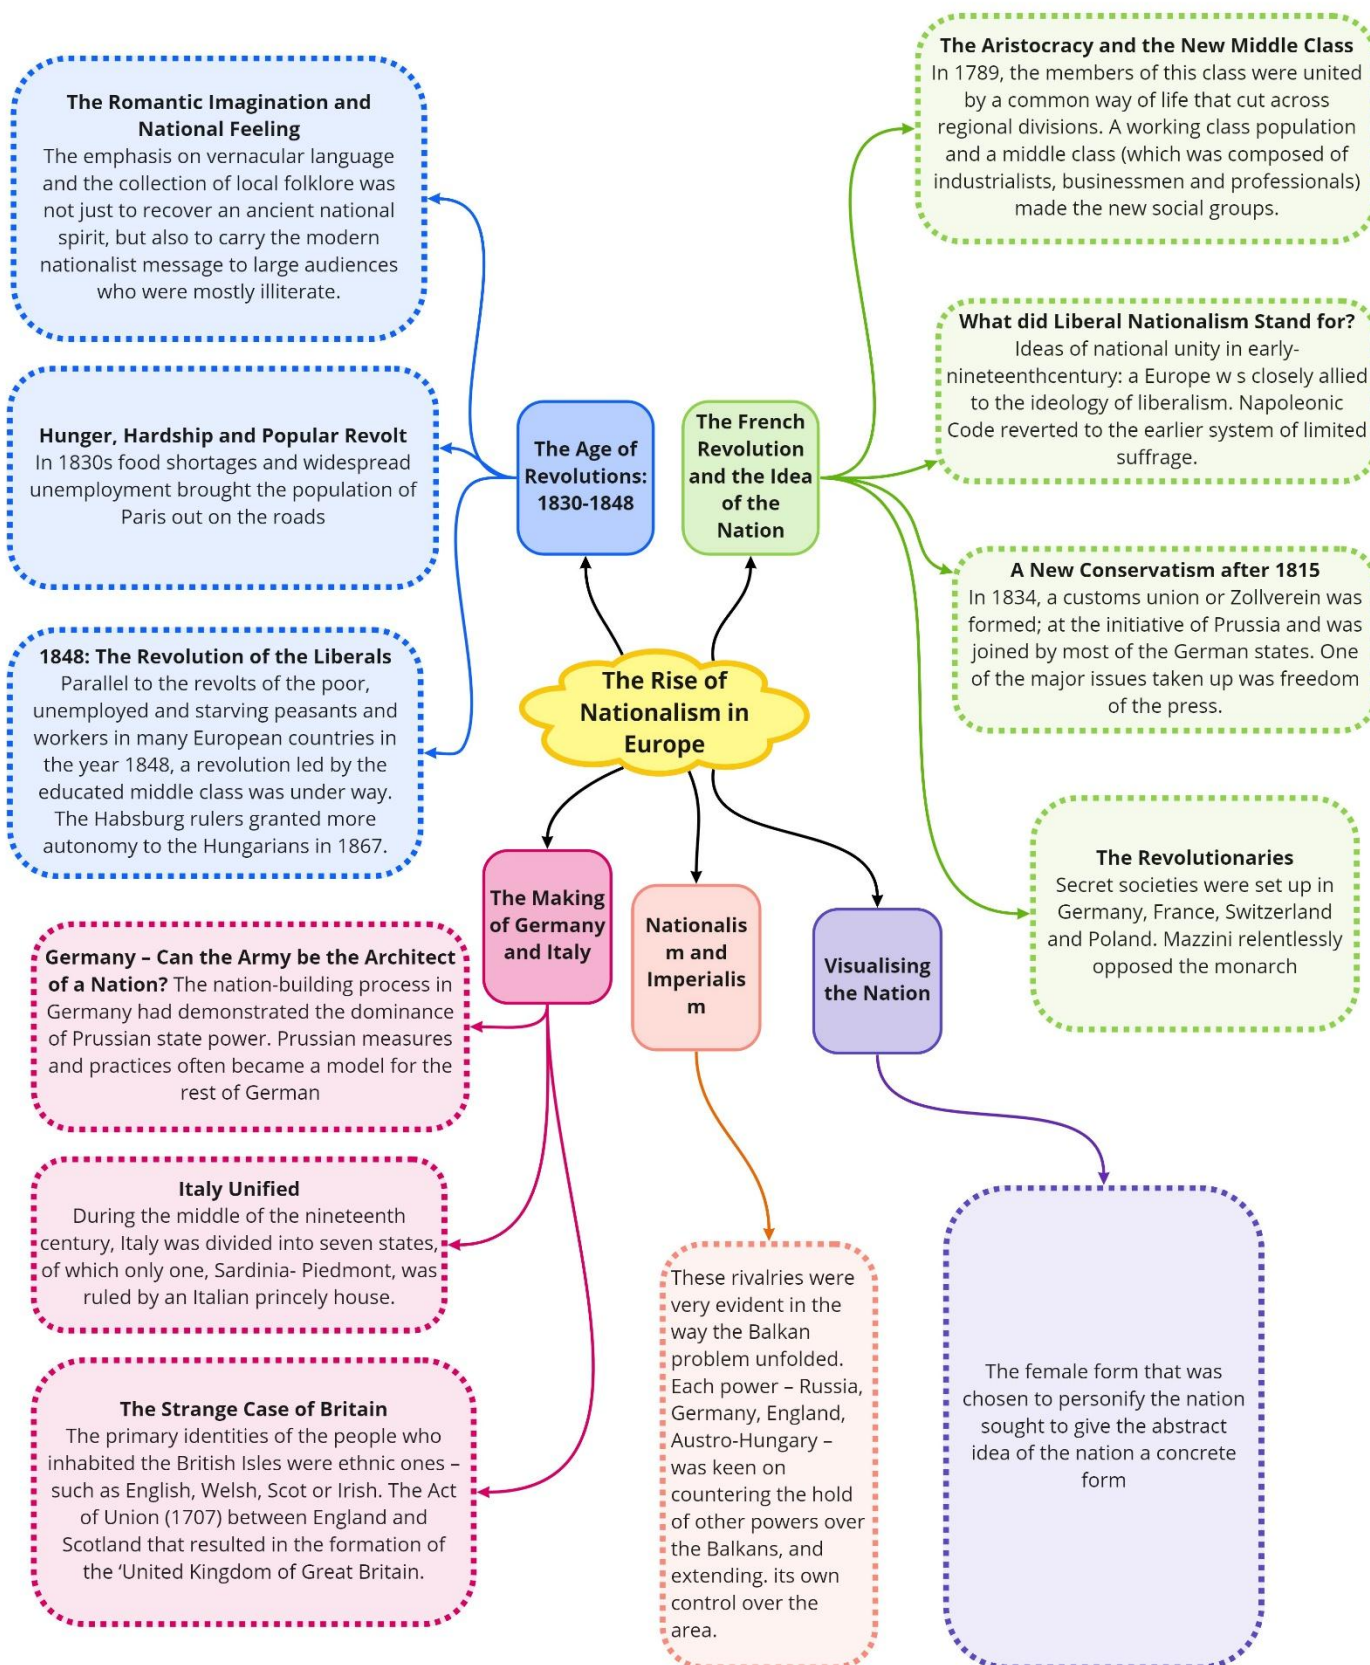 The Rise of
Nationalism in
Europe
The Age of
Revolutions:
1830-1848
The Romantic Imagination and
National Feeling
The emphasis on vernacular language
and the collection of local folklore was
not just to recover an ancient national
spirit, but also to carry the modern
nationalist message to large audiences
who were mostly illiterate.
Hunger, Hardship and Popular Revolt
In 1830s food shortages and widespread
unemployment brought the population of
Paris out on the roads
1848: The Revolution of the Liberals
Parallel to the revolts of the poor,
unemployed and starving peasants and
workers in many European countries in
the year 1848, a revolution led by the
educated middle class was under way.
The Habsburg rulers granted more
autonomy to the Hungarians in 1867.
The French
Revolution
and the Idea
of the
Nation
The Aristocracy and the New Middle Class
In 1789, the members of this class were united
by a common way of life that cut across
regional divisions. A working class population
and a middle class (which was composed of
industrialists, businessmen and professionals)
made the new social groups.
What did Liberal Nationalism Stand for?
Ideas of national unity in early-
nineteenthcentury: a Europe w s closely allied
to the ideology of liberalism. Napoleonic
Code reverted to the earlier system of limited
suffrage.
A New Conservatism after 1815
In 1834, a customs union or Zollverein was
formed; at the initiative of Prussia and was
joined by most of the German states. One
of the major issues taken up was freedom
of the press.
The Revolutionaries
Secret societies were set up in
Germany, France, Switzerland
and Poland. Mazzini relentlessly
opposed the monarch
The Making
of Germany
and Italy
Germany – Can the Army be the Architect
of a Nation? The nation-building process in
Germany had demonstrated the dominance
of Prussian state power. Prussian measures
and practices often became a model for the
rest of German
Italy Unified
During the middle of the nineteenth
century, Italy was divided into seven states,
of which only one, Sardinia- Piedmont, was
ruled by an Italian princely house.
The Strange Case of Britain
The primary identities of the people who
inhabited the British Isles were ethnic ones –
such as English, Welsh, Scot or Irish. The Act
of Union (1707) between England and
Scotland that resulted in the formation of
the ‘United Kingdom of Great Britain.
Nationalis
m and
Imperialis
m
These rivalries were
very evident in the
way the Balkan
problem unfolded.
Each power – Russia,
Germany, England,
Austro-Hungary –
was keen on
countering the hold
of other powers over
the Balkans, and
extending. its own
control over the
area.
Visualising
the Nation
The female form that was
chosen to personify the nation
sought to give the abstract
idea of the nation a concrete
form